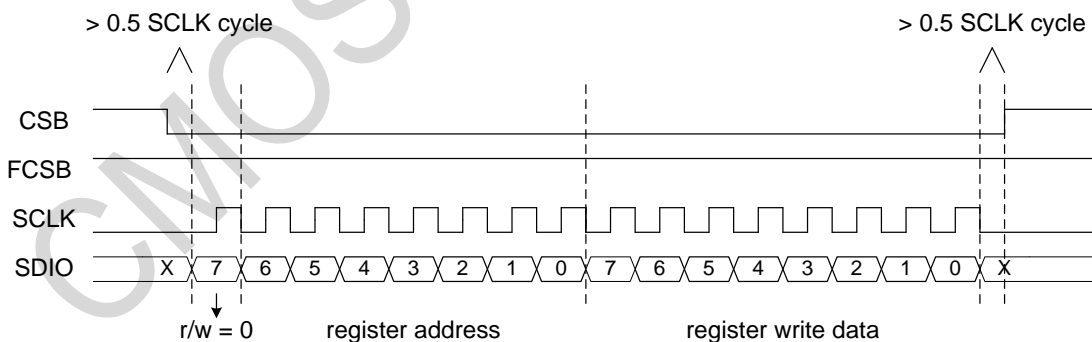 > 0.5 SCLK cycle > 0.5 SCLK cycle
CSB
FCSB
SCLK
SDIO X 7 6 5 4 3 2 1 0 7 6 5 4 3 2 1 0 X
r/w = 0 register address register write data
CMOS